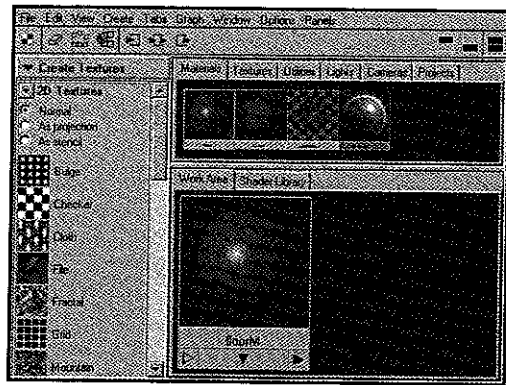 File Edit View Create Tabs Graph Window Options Panels
Create Textures
2D Textures
Normal
As projection
As stencil
Bulge
Checker
Cloth
File
Fractal
Grid
Mountain
Materials Textures Utilities Lights Cameras Projects
Work Area Shader Library